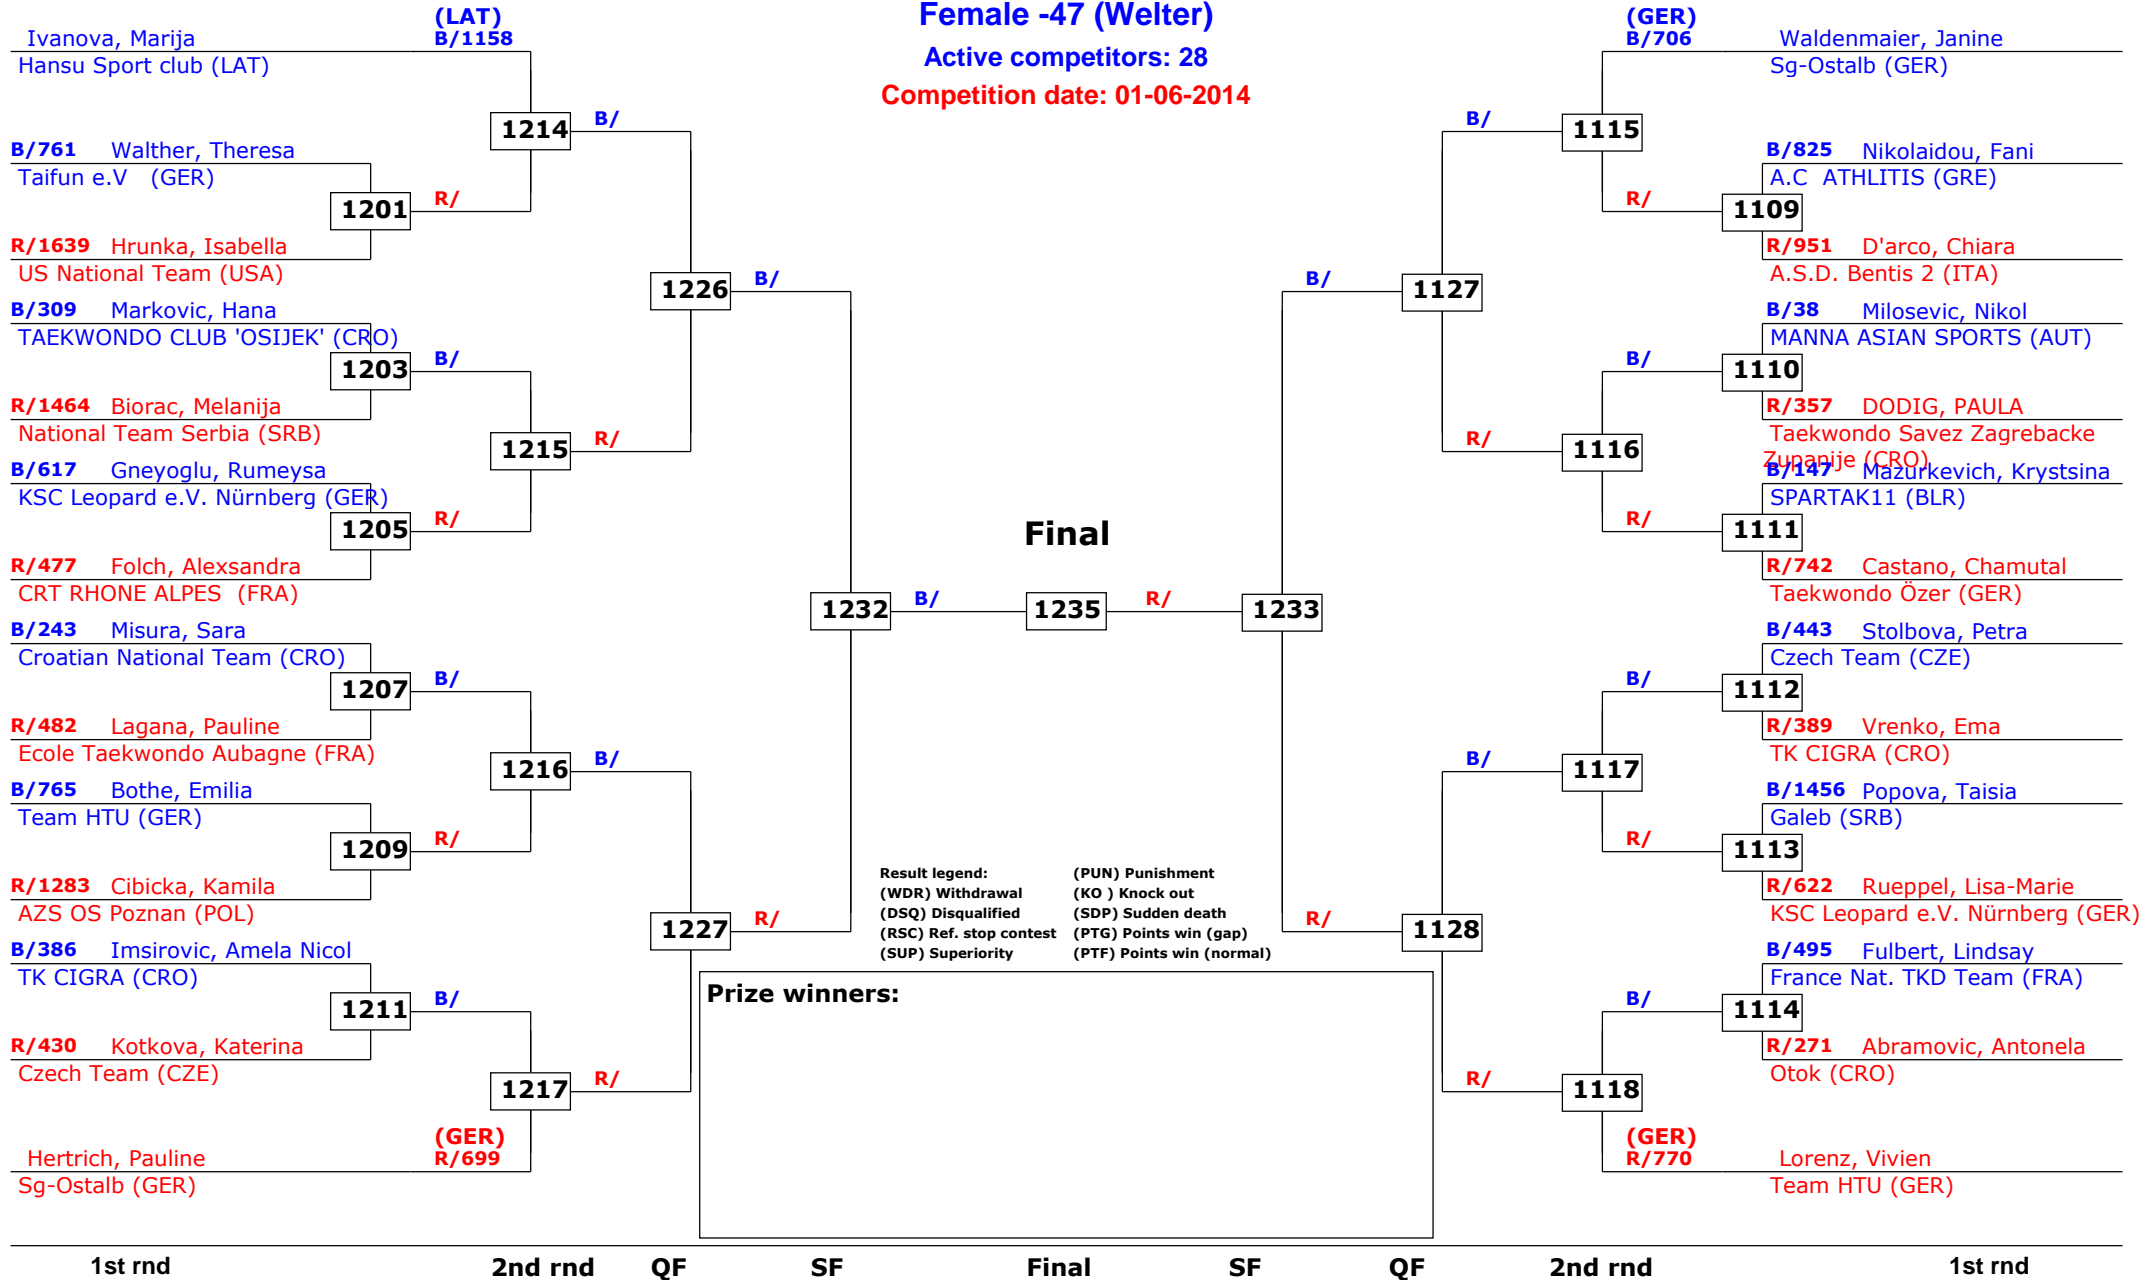 Female -47 (Welter)
Active competitors: 28
Competition date: 01-06-2014
(LAT)
Ivanova, Marija B/1158
Hansu Sport club (LAT)
1214
B/
B/761 Walther, Theresa
Taifun e.V (GER)
1201
R/
R/1639 Hrunka, Isabella
US National Team (USA)
1226
B/
B/309 Markovic, Hana
TAEKWONDO CLUB 'OSIJEK' (CRO)
1203
B/
R/1464 Biorac, Melanija
National Team Serbia (SRB)
1215
R/
B/617 Gneyoglu, Rumeysa
KSC Leopard e.V. Nürnberg (GER)
1205
R/
R/477 Folch, Alexsandra
CRT RHONE ALPES (FRA)
1232
B/
B/243 Misura, Sara
Croatian National Team (CRO)
1207
B/
R/482 Lagana, Pauline
Ecole Taekwondo Aubagne (FRA)
1216
B/
B/765 Bothe, Emilia
Team HTU (GER)
1209
R/
R/1283 Cibicka, Kamila
AZS OS Poznan (POL)
1227
R/
B/386 Imsirovic, Amela Nicol
TK CIGRA (CRO)
1211
B/
R/430 Kotkova, Katerina
Czech Team (CZE)
1217
R/
(GER)
Hertrich, Pauline R/699
Sg-Ostalb (GER)
Final
1235
R/
1233
(GER)
B/706 Waldenmaier, Janine
Sg-Ostalb (GER)
B/
1115
B/825 Nikolaidou, Fani
A.C ATHLITIS (GRE)
R/
1109
R/951 D'arco, Chiara
A.S.D. Bentis 2 (ITA)
B/
1127
B/38 Milosevic, Nikol
MANNA ASIAN SPORTS (AUT)
B/
1110
R/357 DODIG, PAULA
Taekwondo Savez Zagrebacke
Zupanije (CRO)
R/
1116
B/147 Mazurkevich, Krystsina
SPARTAK11 (BLR)
R/
1111
R/742 Castano, Chamutal
Taekwondo Özer (GER)
B/443 Stolbova, Petra
Czech Team (CZE)
B/
1112
R/389 Vrenko, Ema
TK CIGRA (CRO)
B/
1117
B/1456 Popova, Taisia
Galeb (SRB)
R/
1113
R/622 Rueppel, Lisa-Marie
KSC Leopard e.V. Nürnberg (GER)
R/
1128
B/495 Fulbert, Lindsay
France Nat. TKD Team (FRA)
B/
1114
R/271 Abramovic, Antonela
Otok (CRO)
R/
1118
(GER)
R/770 Lorenz, Vivien
Team HTU (GER)
Result legend: (PUN) Punishment
(WDR) Withdrawal (KO ) Knock out
(DSQ) Disqualified (SDP) Sudden death
(RSC) Ref. stop contest (PTG) Points win (gap)
(SUP) Superiority (PTF) Points win (normal)
Prize winners:
1st rnd 2nd rnd QF SF Final SF QF 2nd rnd 1st rnd